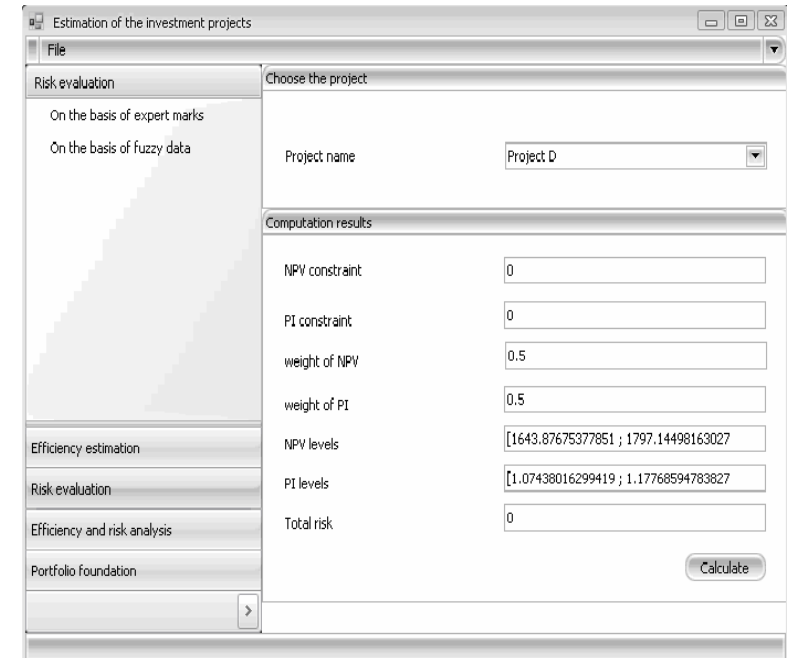 Estimation of the investment projects
File
Risk evaluation
On the basis of expert marks
On the basis of fuzzy data
Efficiency estimation
Risk evaluation
Efficiency and risk analysis
Portfolio foundation
>
Choose the project
Project name Project D
Computation results
NPV constraint 0
PI constraint 0
weight of NPV 0.5
weight of PI 0.5
NPV levels [1643.87675377851 ; 1797.14498163027
PI levels [1.07438016299419 ; 1.17768594783827
Total risk 0
Calculate